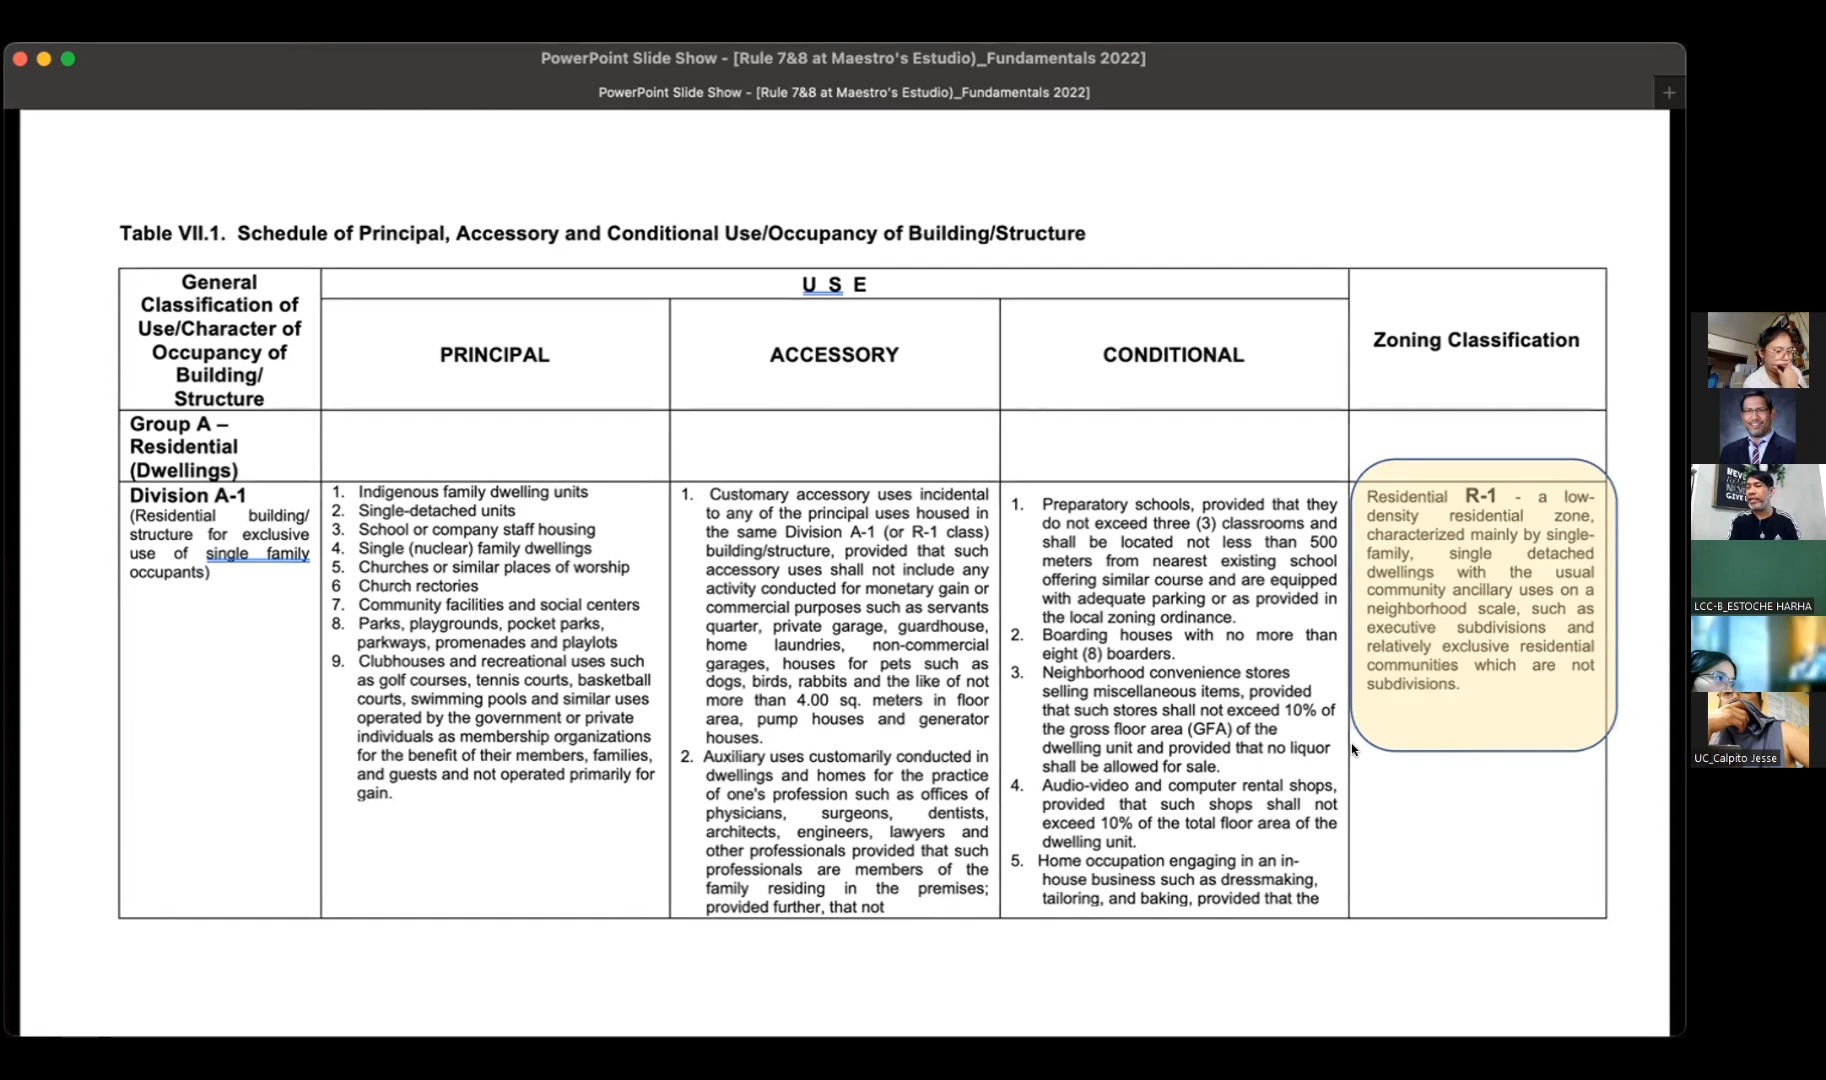 PowerPoint Slide Show - [Rule 7&8 at Maestro's Estudio)_Fundamentals 2022]
PowerPoint Slide Show - [Rule 7&8 at Maestro's Estudio)_Fundamentals 2022]
Table VII.1. Schedule of Principal, Accessory and Conditional Use/Occupancy of Building/Structure
General
Classification of
Use/Character of
Occupancy of
Building/
Structure
U S E
PRINCIPAL
ACCESSORY
CONDITIONAL
Zoning Classification
Group A –
Residential
(Dwellings)
Division A-1
(Residential building/
structure for exclusive
use of single family
occupants)
1. Indigenous family dwelling units
2. Single-detached units
3. School or company staff housing
4. Single (nuclear) family dwellings
5. Churches or similar places of worship
6 Church rectories
7. Community facilities and social centers
8. Parks, playgrounds, pocket parks,
parkways, promenades and playlots
9. Clubhouses and recreational uses such
as golf courses, tennis courts, basketball
courts, swimming pools and similar uses
operated by the government or private
individuals as membership organizations
for the benefit of their members, families,
and guests and not operated primarily for
gain.
1. Customary accessory uses incidental
to any of the principal uses housed in
the same Division A-1 (or R-1 class)
building/structure, provided that such
accessory uses shall not include any
activity conducted for monetary gain or
commercial purposes such as servants
quarter, private garage, guardhouse,
home laundries, non-commercial
garages, houses for pets such as
dogs, birds, rabbits and the like of not
more than 4.00 sq. meters in floor
area, pump houses and generator
houses.
2. Auxiliary uses customarily conducted in
dwellings and homes for the practice
of one's profession such as offices of
physicians, surgeons, dentists,
architects, engineers, lawyers and
other professionals provided that such
professionals are members of the
family residing in the premises;
provided further, that not
1. Preparatory schools, provided that they
do not exceed three (3) classrooms and
shall be located not less than 500
meters from nearest existing school
offering similar course and are equipped
with adequate parking or as provided in
the local zoning ordinance.
2. Boarding houses with no more than
eight (8) boarders.
3. Neighborhood convenience stores
selling miscellaneous items, provided
that such stores shall not exceed 10% of
the gross floor area (GFA) of the
dwelling unit and provided that no liquor
shall be allowed for sale.
4. Audio-video and computer rental shops,
provided that such shops shall not
exceed 10% of the total floor area of the
dwelling unit.
5. Home occupation engaging in an in-
house business such as dressmaking,
tailoring, and baking, provided that the
Residential R-1 - a low-
density residential zone,
characterized mainly by single-
family, single detached
dwellings with the usual
community ancillary uses on a
neighborhood scale, such as
executive subdivisions and
relatively exclusive residential
communities which are not
subdivisions.
LCC-B_ESTOCHE HARHA
UC_Calpito Jesse